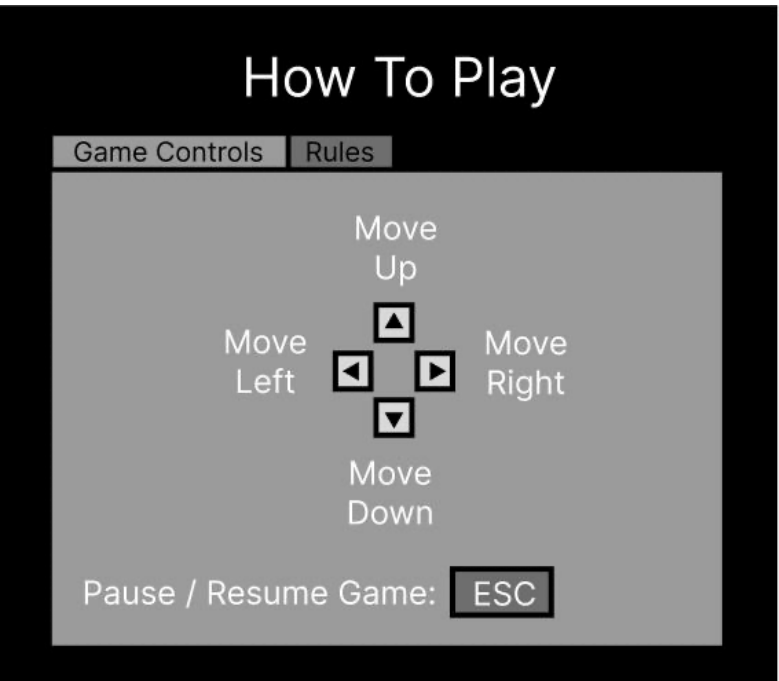 How To Play
Game Controls
Rules
Move
Up
Move
Left
Move
Right
Move
Down
Pause / Resume Game: ESC